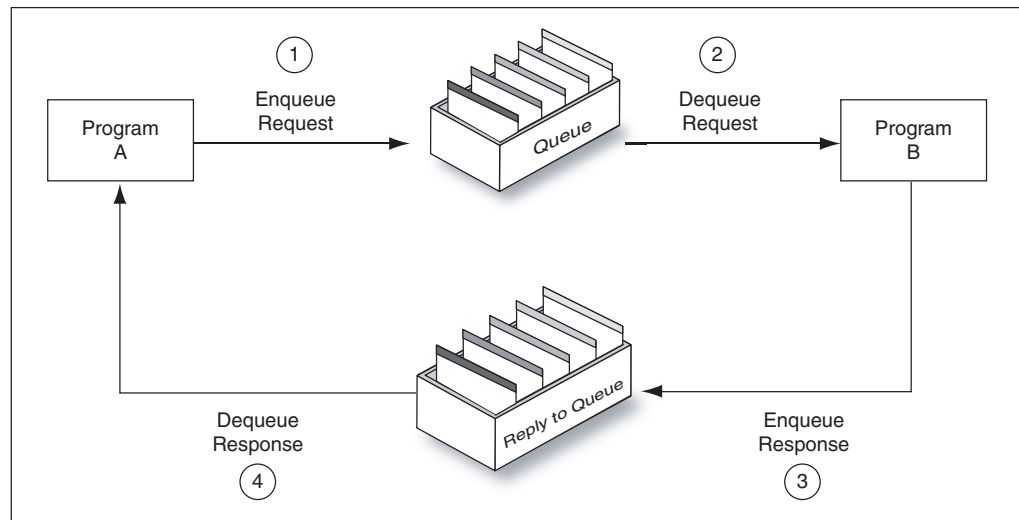 1
Enqueue
Request
2
Dequeue
Request
Program
A
Queue
Program
B
Reply to Queue
Dequeue
Response
4
Enqueue
Response
3